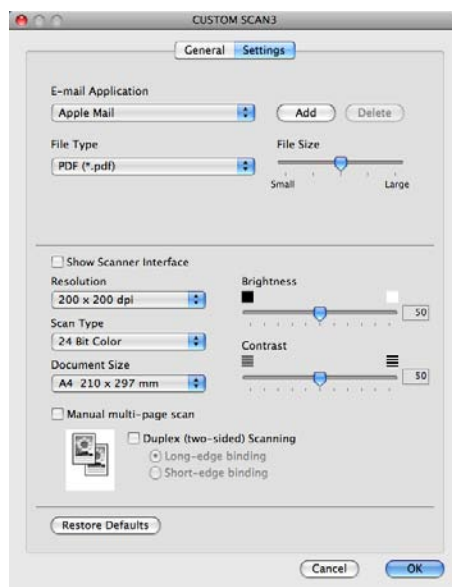 CUSTOM SCAN3
General Settings
E-mail Application
Apple Mail Add Delete
File Type File Size
PDF (*.pdf)
Small Large
Show Scanner Interface
Resolution Brightness
200 x 200 dpi
50
Scan Type
24 Bit Color
Contrast
Document Size
A4 210 x 297 mm 50
Manual multi-page scan
Duplex (two-sided) Scanning
Long-edge binding
Short-edge binding
Restore Defaults
Cancel OK